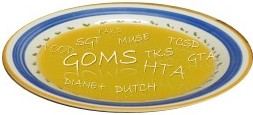 SGT MUSE TCSD
GOMS TKS GTA
HTA
DIANE+ DUTCH